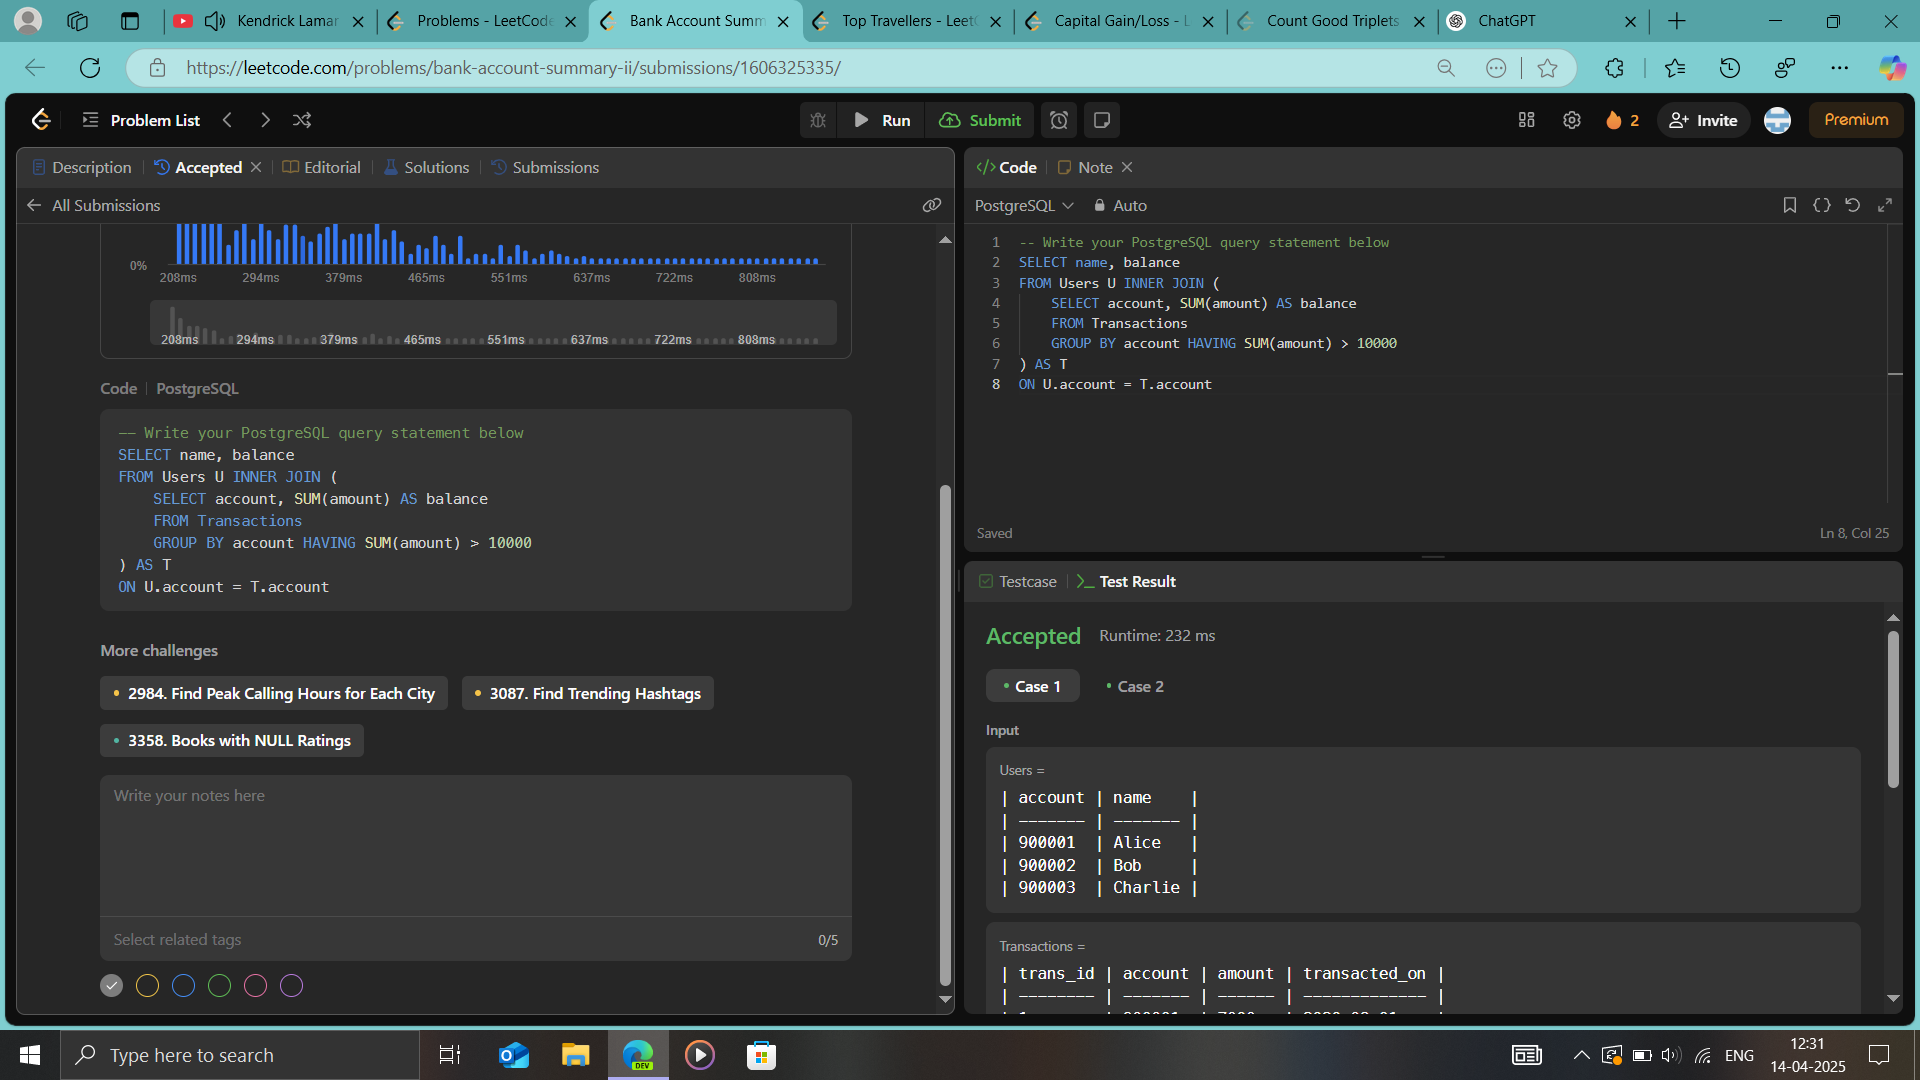 Kendrick Lamar
Problems - LeetCode
Bank Account Summ
Top Travellers - Leet
Capital Gain/Loss - L
Count Good Triplets
ChatGPT
https://leetcode.com/problems/bank-account-summary-ii/submissions/1606325335/
Problem List
Run
Submit
2
Invite
Premium
Description
Accepted
Editorial
Solutions
Submissions
All Submissions
0%
208ms 294ms 379ms 465ms 551ms 637ms 722ms 808ms
208ms 294ms 379ms 465ms 551ms 637ms 722ms 808ms
Code
PostgreSQL
-- Write your PostgreSQL query statement below
SELECT name, balance
FROM Users U INNER JOIN (
    SELECT account, SUM(amount) AS balance
    FROM Transactions
    GROUP BY account HAVING SUM(amount) > 10000
) AS T
ON U.account = T.account
More challenges
2984. Find Peak Calling Hours for Each City
3087. Find Trending Hashtags
3358. Books with NULL Ratings
Write your notes here
Select related tags
0/5
</> Code
Note
PostgreSQL
Auto
1 -- Write your PostgreSQL query statement below
2 SELECT name, balance
3 FROM Users U INNER JOIN (
4     SELECT account, SUM(amount) AS balance
5     FROM Transactions
6     GROUP BY account HAVING SUM(amount) > 10000
7 ) AS T
8 ON U.account = T.account
Saved
Ln 8, Col 25
Testcase
Test Result
Accepted
Runtime: 232 ms
Case 1
Case 2
Input
Users =
| account | name    |
| ------- | ------- |
| 900001  | Alice   |
| 900002  | Bob     |
| 900003  | Charlie |
Transactions =
| trans_id | account | amount | transacted_on |
| -------- | ------- | ------ | ------------- |
Type here to search
DEV
ENG
12:31
14-04-2025